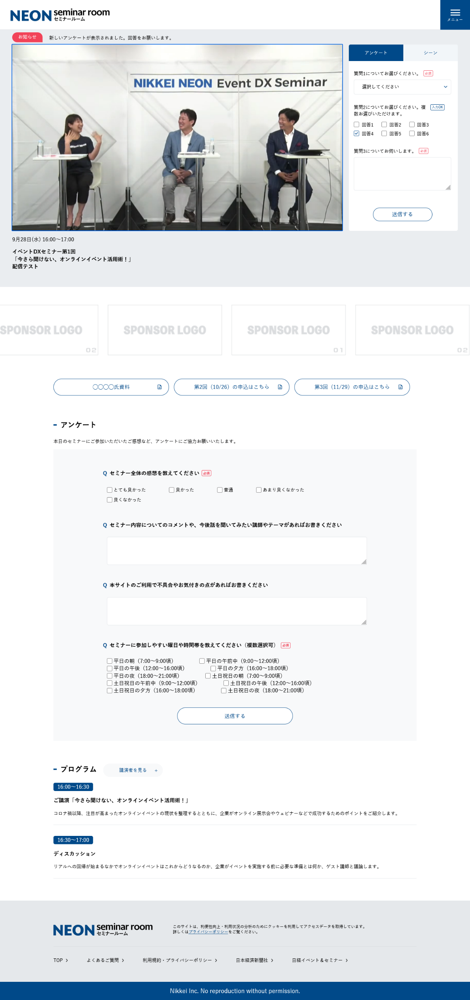 NEON seminar room
セミナールーム
メニュー
お知らせ
新しいアンケートが表示されました。回答をお願いします。
NIKKEI NEON Event DX Seminar
アンケート
シーン
質問1についてお選びください。 必須
選択してください
質問2についてお選びください。複 入力OK
数お選びいただけます。
回答1 回答2 回答3
回答4 回答5 回答6
質問3についてお伺いします。 必須
送信する
9月28日(水) 16:00〜17:00
イベントDXセミナー第1回
「今さら聞けない、オンラインイベント活用術！」
配信テスト
SPONSOR LOGO 02
SPONSOR LOGO
SPONSOR LOGO 01
SPONSOR LOGO 02
〇〇〇〇氏資料
第2回（10/26）の申込はこちら
第3回（11/29）の申込はこちら
アンケート
本日のセミナーにご参加いただいたご感想など、アンケートにご協力お願いいたします。
Q セミナー全体の感想を教えてください 必須
とても良かった 良かった 普通 あまり良くなかった
良くなかった
Q セミナー内容についてのコメントや、今後話を聞いてみたい講師やテーマがあればお書きください
Q 本サイトのご利用で不具合やお気付きの点があればお書きください
Q セミナーに参加しやすい曜日や時間帯を教えてください（複数選択可） 必須
平日の朝（7:00〜9:00頃） 平日の午前中（9:00〜12:00頃）
平日の午後（12:00〜16:00頃） 平日の夕方（16:00〜18:00頃）
平日の夜（18:00〜21:00頃） 土日祝日の朝（7:00〜9:00頃）
土日祝日の午前中（9:00〜12:00頃） 土日祝日の午後（12:00〜16:00頃）
土日祝日の夕方（16:00〜18:00頃） 土日祝日の夜（18:00〜21:00頃）
送信する
プログラム
講演者を見る +
16:00〜16:30
ご講演「今さら聞けない、オンラインイベント活用術！」
コロナ禍以降、注目が高まったオンラインイベントの現状を整理するとともに、企業がオンライン展示会やウェビナーなどで成功するためのポイントをご紹介します。
16:30〜17:00
ディスカッション
リアルへの回帰が始まるなかでオンラインイベントはこれからどうなるのか、企業がイベントを実施する前に必要な準備とは何か、ゲスト講師と議論します。
NEON seminar room
セミナールーム
このサイトは、利便性向上・利用状況の分析のためにクッキーを利用してアクセスデータを取得しています。
詳しくはプライバシーポリシーをご覧ください。
TOP
よくあるご質問
利用規約・プライバシーポリシー
日本経済新聞社
日経イベント＆セミナー
Nikkei Inc. No reproduction without permission.